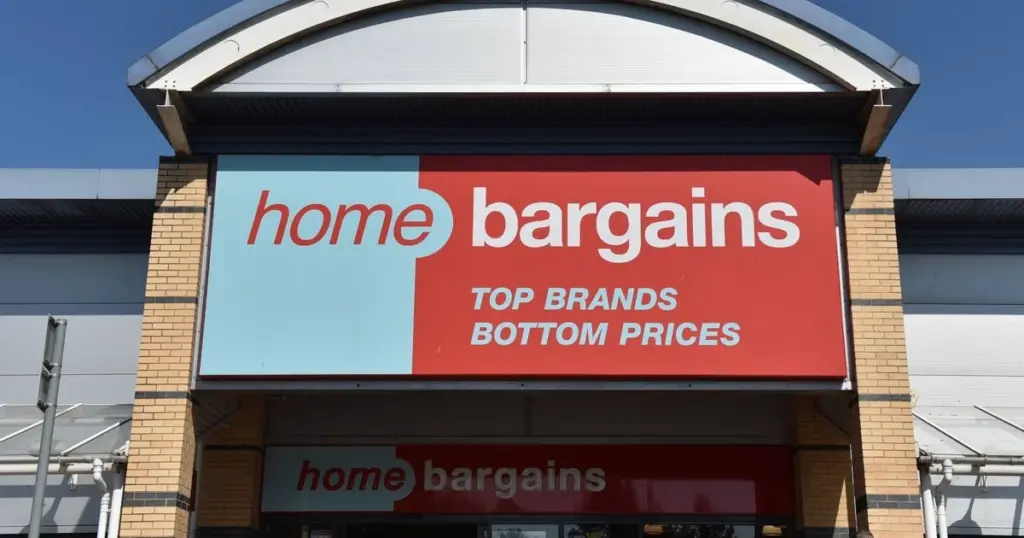 home bargains
TOP BRANDS
BOTTOM PRICES
home bargains